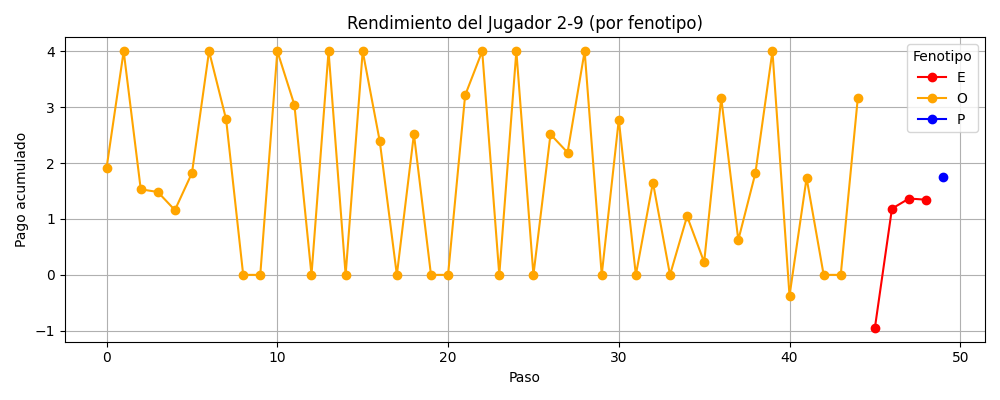 Rendimiento del Jugador 2-9 (por fenotipo)
Pago acumulado
4
3
2
1
0
−1
0
10
20
30
40
50
Paso
Fenotipo
E
O
P